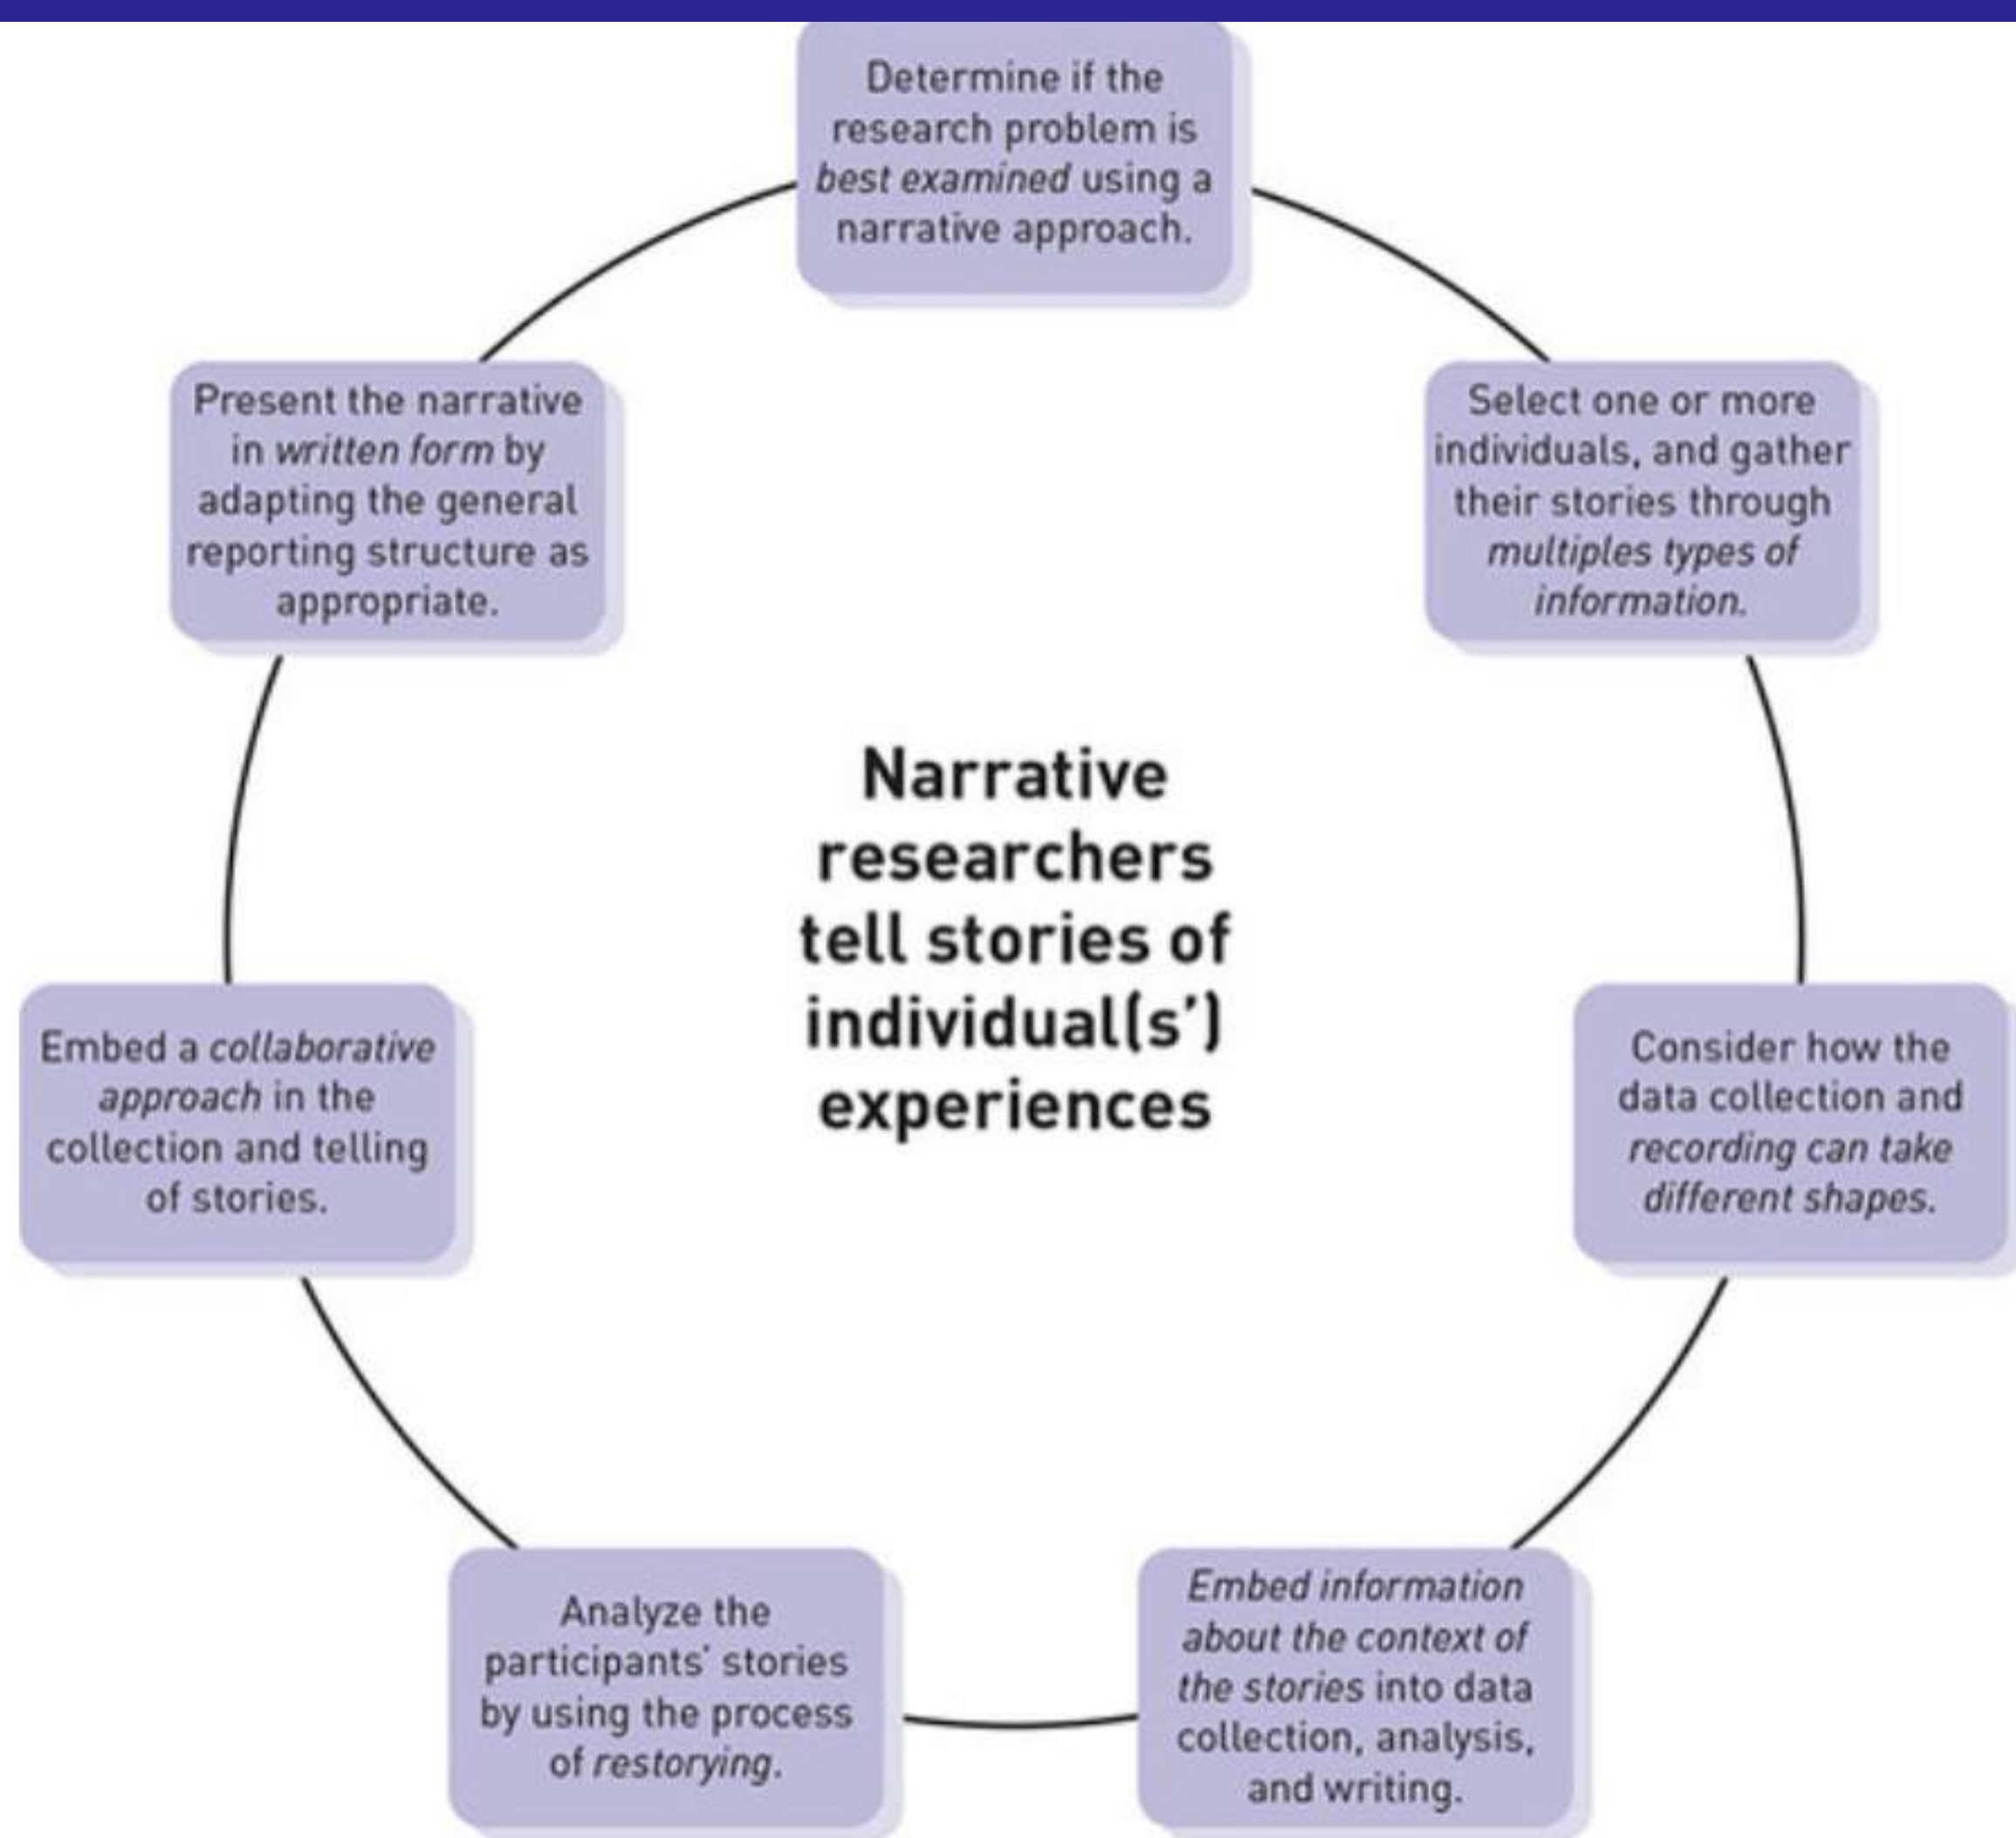 Determine if the
research problem is
best examined using a
narrative approach.
Select one or more
individuals, and gather
their stories through
multiples types of
information.
Consider how the
data collection and
recording can take
different shapes.
Embed information
about the context of
the stories into data
collection, analysis,
and writing.
Analyze the
participants' stories
by using the process
of restorying.
Embed a collaborative
approach in the
collection and telling
of stories.
Present the narrative
in written form by
adapting the general
reporting structure as
appropriate.
Narrative
researchers
tell stories of
individual(s’)
experiences